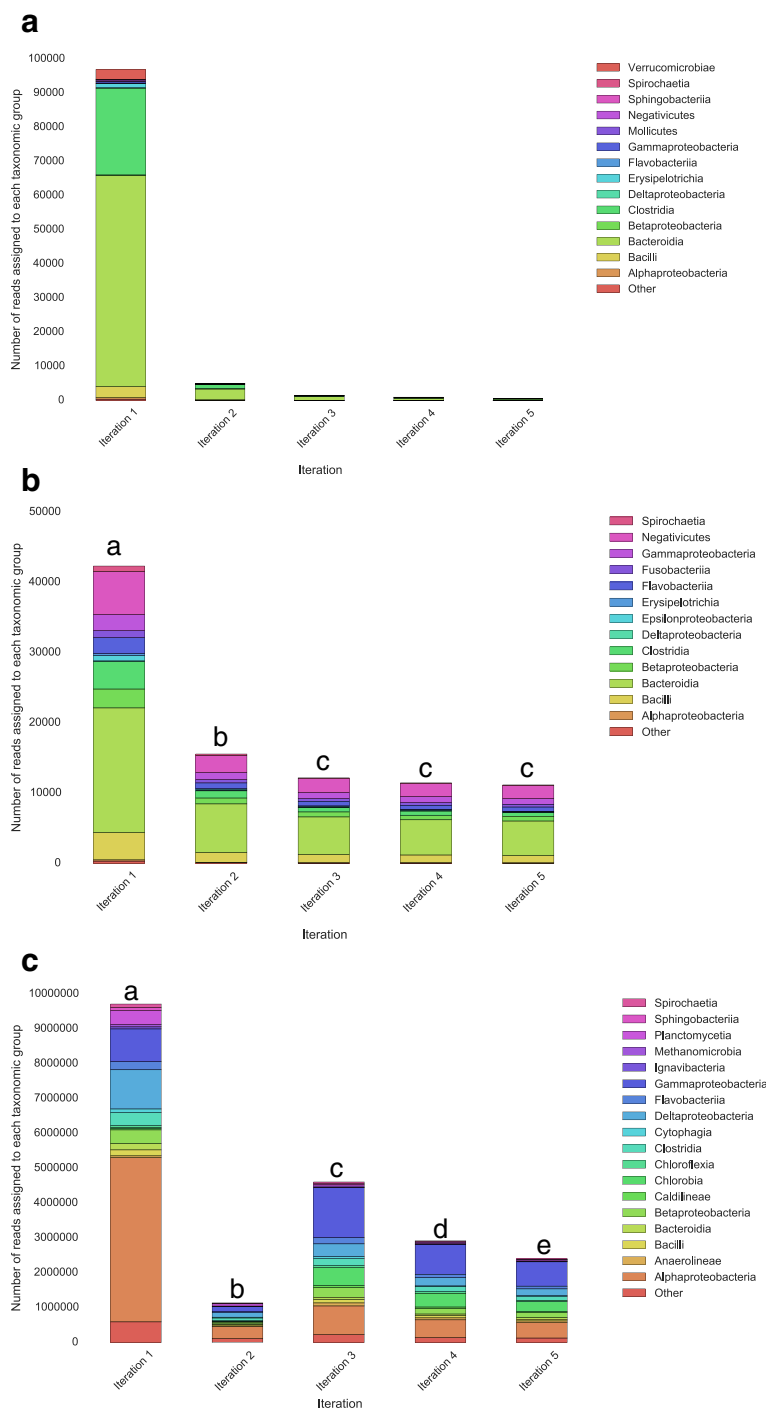 a
Number of reads assigned to each taxonomic group
100000
90000
80000
70000
60000
50000
40000
30000
20000
10000
0
Iteration 1
Iteration 2
Iteration 3
Iteration 4
Iteration 5
Iteration
Verrucomicrobiae
Spirochaetia
Sphingobacteriia
Negativicutes
Mollicutes
Gammaproteobacteria
Flavobacteriia
Erysipelotrichia
Deltaproteobacteria
Clostridia
Betaproteobacteria
Bacteroidia
Bacilli
Alphaproteobacteria
Other
b
Number of reads assigned to each taxonomic group
50000
40000
30000
20000
10000
0
a
b
c
c
c
Iteration 1
Iteration 2
Iteration 3
Iteration 4
Iteration 5
Iteration
Spirochaetia
Negativicutes
Gammaproteobacteria
Fusobacteriia
Flavobacteriia
Erysipelotrichia
Epsilonproteobacteria
Deltaproteobacteria
Clostridia
Betaproteobacteria
Bacteroidia
Bacilli
Alphaproteobacteria
Other
c
Number of reads assigned to each taxonomic group
10000000
9000000
8000000
7000000
6000000
5000000
4000000
3000000
2000000
1000000
0
a
b
c
d
e
Iteration 1
Iteration 2
Iteration 3
Iteration 4
Iteration 5
Iteration
Spirochaetia
Sphingobacteriia
Planctomycetia
Methanomicrobia
Ignavibacteria
Gammaproteobacteria
Flavobacteriia
Deltaproteobacteria
Cytophagia
Clostridia
Chloroflexia
Chlorobia
Caldilineae
Betaproteobacteria
Bacteroidia
Bacilli
Anaerolineae
Alphaproteobacteria
Other